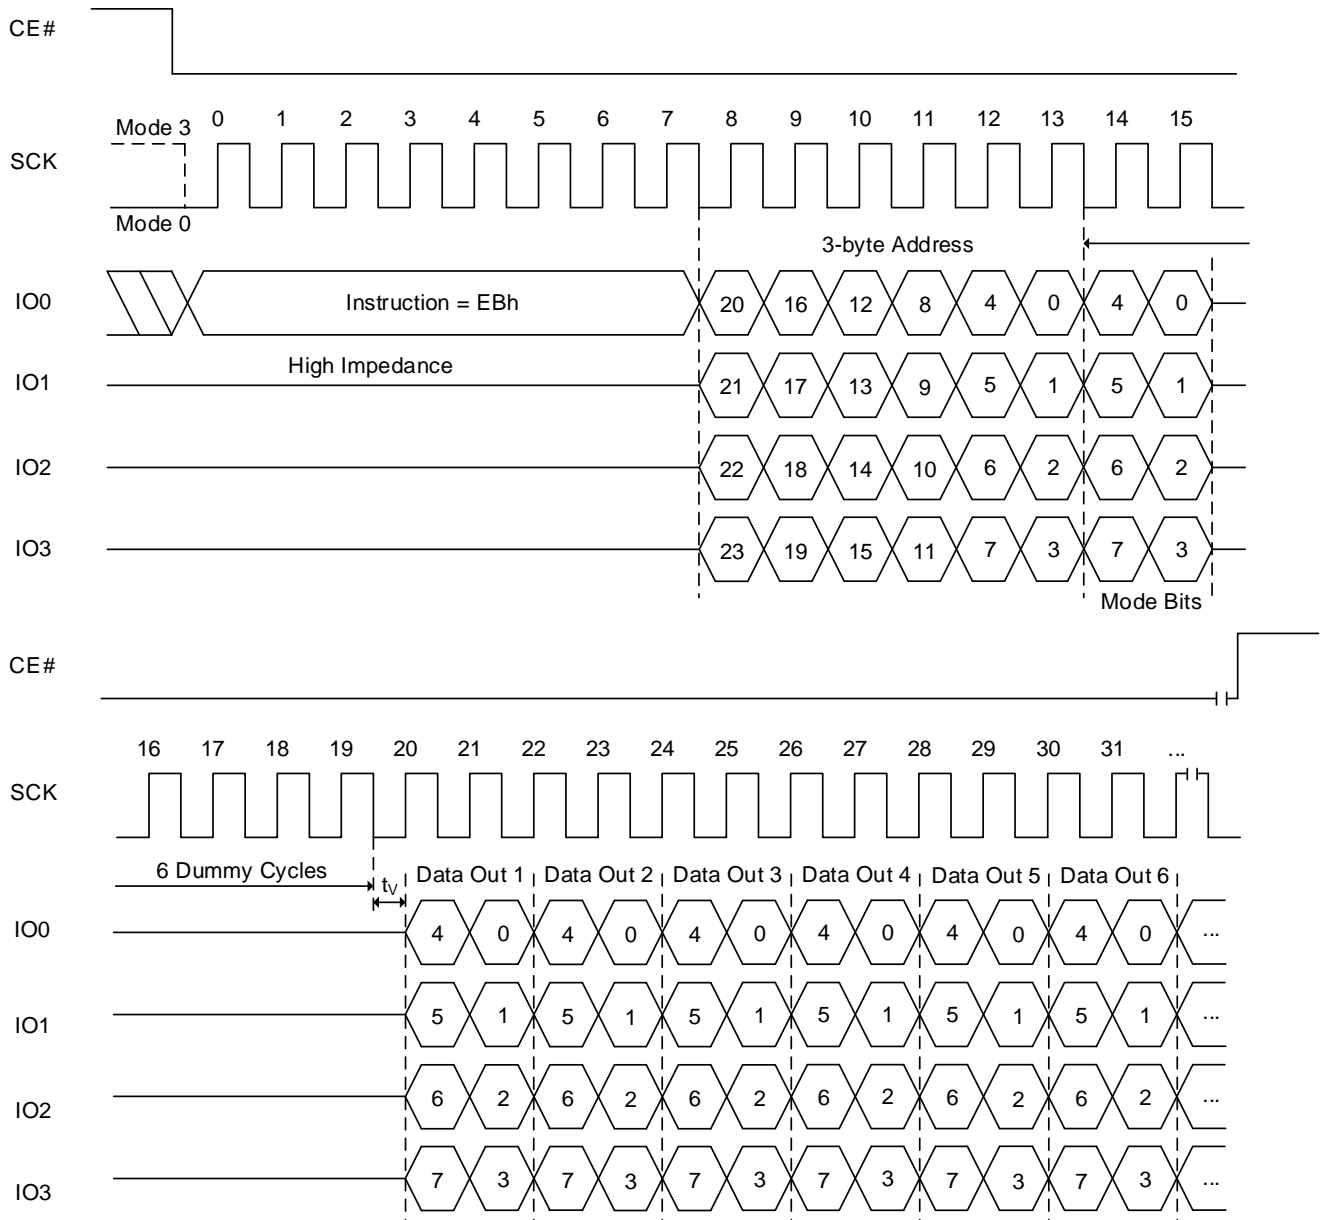 CE#
Mode 3 0 1 2 3 4 5 6 7 8 9 10 11 12 13 14 15
SCK
Mode 0
3-byte Address
IO0 Instruction = EBh 20 16 12 8 4 0 4 0
High Impedance
IO1 21 17 13 9 5 1 5 1
IO2 22 18 14 10 6 2 6 2
IO3 23 19 15 11 7 3 7 3
Mode Bits
CE#
16 17 18 19 20 21 22 23 24 25 26 27 28 29 30 31 ...
SCK
6 Dummy Cycles tV Data Out 1 Data Out 2 Data Out 3 Data Out 4 Data Out 5 Data Out 6
IO0 4 0 4 0 4 0 4 0 4 0 4 0 ...
IO1 5 1 5 1 5 1 5 1 5 1 5 1 ...
IO2 6 2 6 2 6 2 6 2 6 2 6 2 ...
IO3 7 3 7 3 7 3 7 3 7 3 7 3 ...